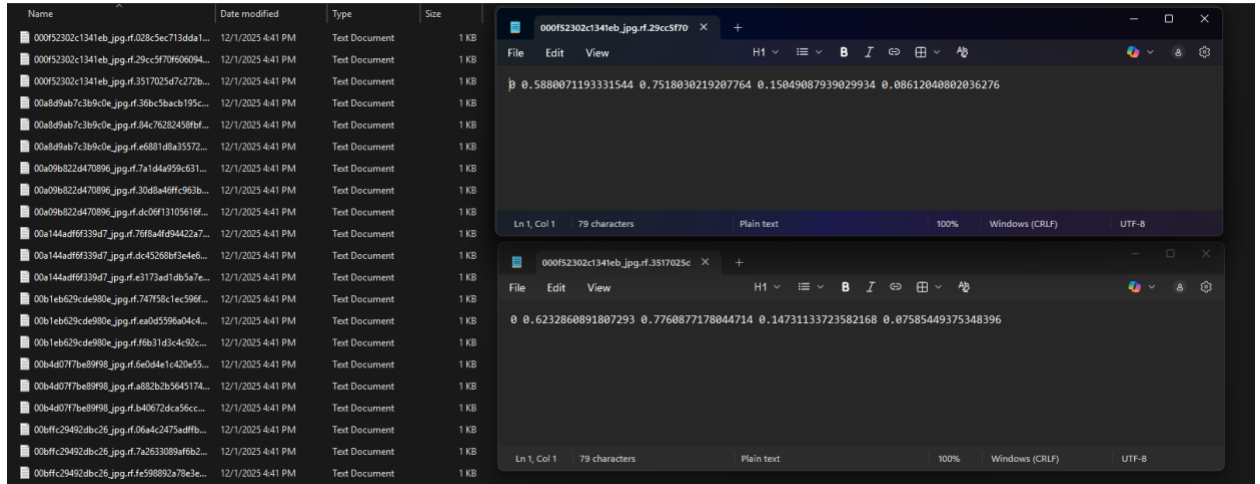 Name Date modified Type Size
000f52302c1341eb_jpg.rf.028c5ec713dda1... 12/1/2025 4:41 PM Text Document 1 KB
000f52302c1341eb_jpg.rf.29cc5f70f606094... 12/1/2025 4:41 PM Text Document 1 KB
000f52302c1341eb_jpg.rf.3517025d7c272b... 12/1/2025 4:41 PM Text Document 1 KB
00a8d9ab7c3b9c0e_jpg.rf.36bc5bacb195c... 12/1/2025 4:41 PM Text Document 1 KB
00a8d9ab7c3b9c0e_jpg.rf.84c76282458fbf... 12/1/2025 4:41 PM Text Document 1 KB
00a8d9ab7c3b9c0e_jpg.rf.e6881d8a35572... 12/1/2025 4:41 PM Text Document 1 KB
00a09b822d470896_jpg.rf.7a1d4a959c631... 12/1/2025 4:41 PM Text Document 1 KB
00a09b822d470896_jpg.rf.30d8a46ffc963b... 12/1/2025 4:41 PM Text Document 1 KB
00a09b822d470896_jpg.rf.dc06f13105616f... 12/1/2025 4:41 PM Text Document 1 KB
00a144adf6f339d7_jpg.rf.76f8a4fd94422a7... 12/1/2025 4:41 PM Text Document 1 KB
00a144adf6f339d7_jpg.rf.dc45268bf3e4e6... 12/1/2025 4:41 PM Text Document 1 KB
00a144adf6f339d7_jpg.rf.e3173ad1db5a7e... 12/1/2025 4:41 PM Text Document 1 KB
00b1eb629cde980e_jpg.rf.747f58c1ec596f... 12/1/2025 4:41 PM Text Document 1 KB
00b1eb629cde980e_jpg.rf.ea0d5596a04c4... 12/1/2025 4:41 PM Text Document 1 KB
00b1eb629cde980e_jpg.rf.f6b31d3c4c92c... 12/1/2025 4:41 PM Text Document 1 KB
00b4d07f7be89f98_jpg.rf.6e0d4e1c420e55... 12/1/2025 4:41 PM Text Document 1 KB
00b4d07f7be89f98_jpg.rf.a882b2b5645174... 12/1/2025 4:41 PM Text Document 1 KB
00b4d07f7be89f98_jpg.rf.b40672dca56cc... 12/1/2025 4:41 PM Text Document 1 KB
00bffc29492dbc26_jpg.rf.06a4c2475adffb... 12/1/2025 4:41 PM Text Document 1 KB
00bffc29492dbc26_jpg.rf.7a2633089af6b2... 12/1/2025 4:41 PM Text Document 1 KB
00bffc29492dbc26_jpg.rf.fe598892a78e3e... 12/1/2025 4:41 PM Text Document 1 KB
000f52302c1341eb_jpg.rf.29cc5f70
File Edit View H1 B I
0 0.5880071193331544 0.7518030219207764 0.15049087939029934 0.08612040802036276
Ln 1, Col 1 79 characters Plain text 100% Windows (CRLF) UTF-8
000f52302c1341eb_jpg.rf.3517025c
File Edit View H1 B I
0 0.6232860891807293 0.7760877178044714 0.14731133723582168 0.07585449375348396
Ln 1, Col 1 79 characters Plain text 100% Windows (CRLF) UTF-8